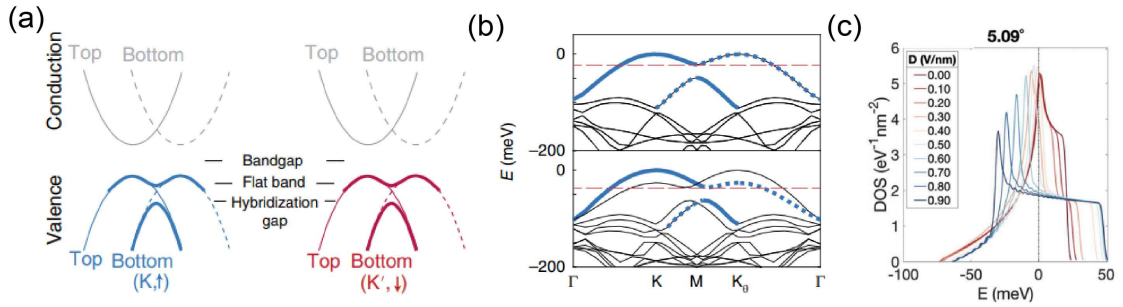 (a)
Top
Bottom
Top
Bottom
Conduction
Bandgap
Flat band
Hybridization
gap
Valence
Top
Bottom
(K,↑)
Top
Bottom
(K′,↓)
(b)
E (meV)
0
−200
0
−200
Γ
K
M
Kθ
Γ
(c)
5.09°
D (V/nm)
0.00
0.10
0.20
0.30
0.40
0.50
0.60
0.70
0.80
0.90
DOS (eV⁻¹nm⁻²)
6
5
4
3
2
1
0
-100
-50
0
50
E (meV)